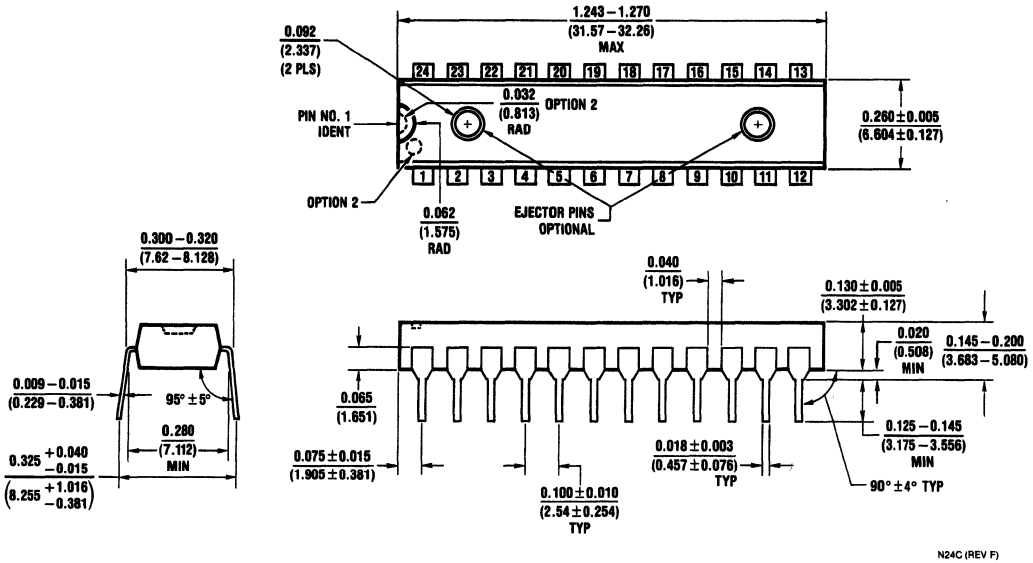 1.243–1.270
(31.57–32.26)
MAX
0.092
(2.337)
(2 PLS)
24 23 22 21 20 19 18 17 16 15 14 13
0.032
(0.813)
RAD
OPTION 2
PIN NO. 1
IDENT
0.260±0.005
(6.604±0.127)
1 2 3 4 5 6 7 8 9 10 11 12
OPTION 2
0.062
(1.575)
RAD
EJECTOR PINS
OPTIONAL
0.300–0.320
(7.62–8.128)
0.040
(1.016)
TYP
0.130±0.005
(3.302±0.127)
0.020
(0.508)
MIN
0.145–0.200
(3.683–5.080)
0.009–0.015
(0.229–0.381)
95°±5°
0.065
(1.651)
0.280
(7.112)
MIN
0.125–0.145
(3.175–3.556)
MIN
0.325 +0.040
–0.015
(8.255 +1.016
–0.381)
0.075±0.015
(1.905±0.381)
0.018±0.003
(0.457±0.076)
TYP
90°±4° TYP
0.100±0.010
(2.54±0.254)
TYP
N24C (REV F)